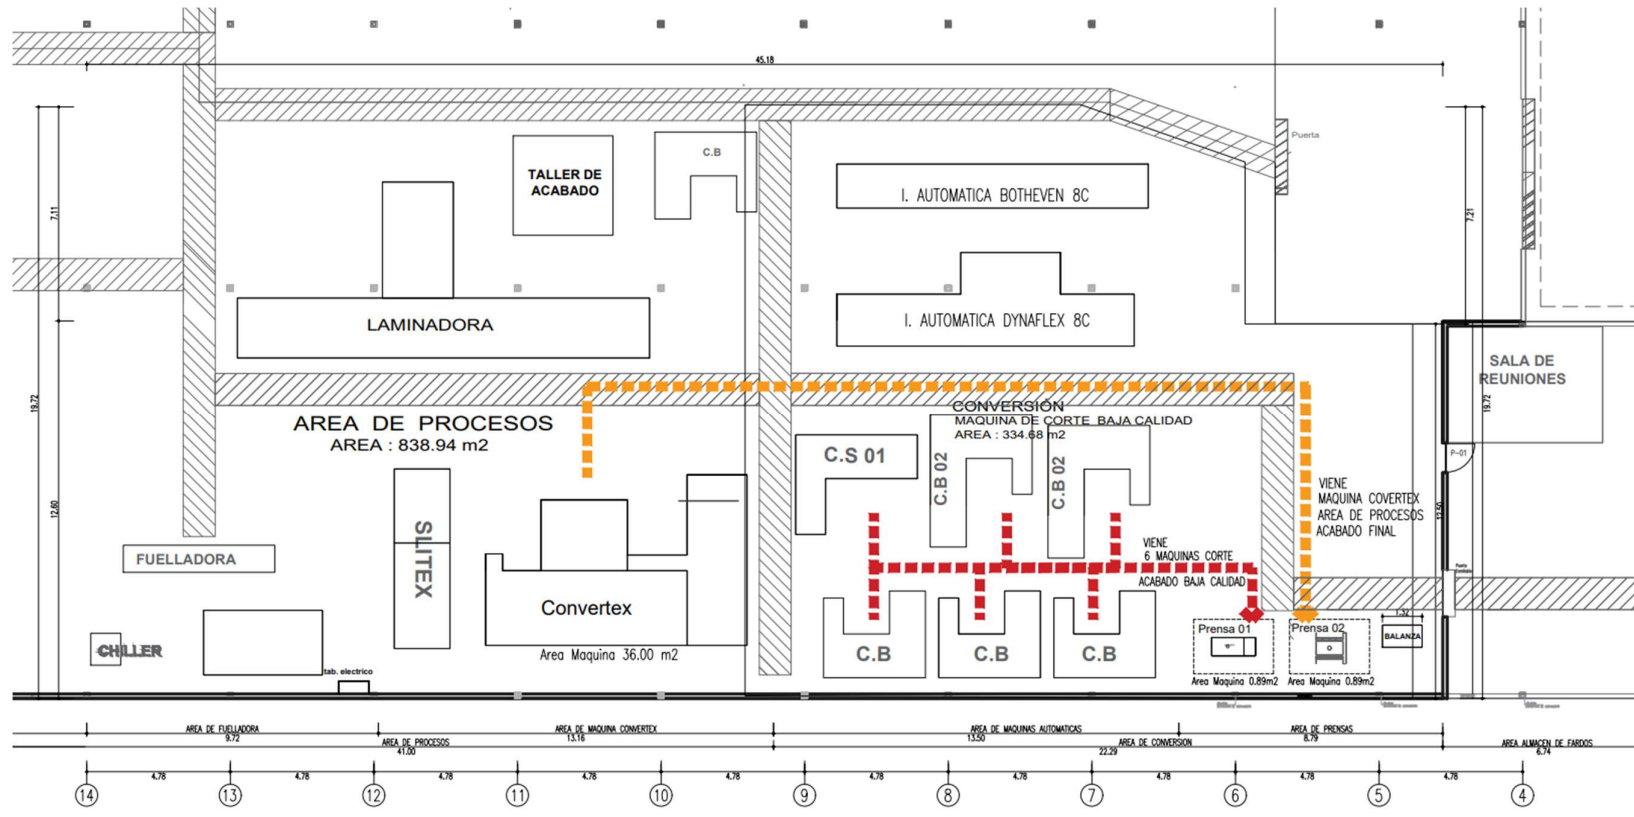 45.18
Puerta
C.B
TALLER DE
ACABADO
7.11
7.21
I. AUTOMATICA BOTHEVEN 8C
LAMINADORA
I. AUTOMATICA DYNAFLEX 8C
SALA DE
REUNIONES
19.72
19.72
AREA DE PROCESOS
AREA : 838.94 m2
CONVERSIÓN
MAQUINA DE CORTE BAJA CALIDAD
AREA : 334.68 m2
C.S 01
C.B 02
C.B 02
P-01
12.60
12.50
VIENE
MAQUINA COVERTEX
AREA DE PROCESOS
ACABADO FINAL
SLITEX
FUELLADORA
VIENE
6 MAQUINAS CORTE
ACABADO BAJA CALIDAD
Convertex
Area Maquina 36.00 m2
CHILLER
tab. electrico
C.B
C.B
C.B
Prensa 01
Prensa 02
1.32
BALANZA
Area Maquina 0.89m2
Area Maquina 0.89m2
AREA DE FUELLADORA
9.72
AREA DE MAQUINA CONVERTEX
13.16
AREA DE MAQUINAS AUTOMATICAS
13.50
AREA DE PRENSAS
8.79
AREA DE PROCESOS
41.00
AREA DE CONVERSION
22.29
AREA ALMACEN DE FARDOS
6.74
4.78 4.78 4.78 4.78 4.78 4.78 4.78 4.78 4.78 4.78
14 13 12 11 10 9 8 7 6 5 4